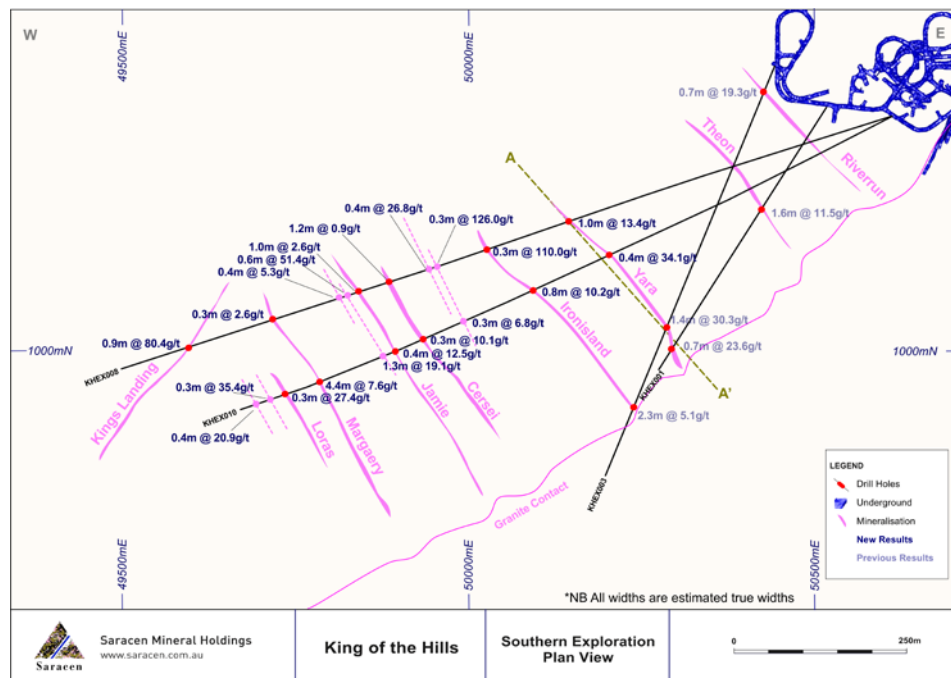 W
49500mE
50000mE
E
0.7m @ 19.3g/t
Theon
Riverrun
A
0.4m @ 26.8g/t
0.3m @ 126.0g/t
1.6m @ 11.5g/t
1.2m @ 0.9g/t
1.0m @ 13.4g/t
1.0m @ 2.6g/t
0.3m @ 110.0g/t
0.6m @ 51.4g/t
0.4m @ 34.1g/t
0.4m @ 5.3g/t
Yara
0.8m @ 10.2g/t
Ironisland
0.3m @ 2.6g/t
0.3m @ 6.8g/t
1.4m @ 30.3g/t
0.9m @ 80.4g/t
0.3m @ 10.1g/t
0.7m @ 23.6g/t
1000mN
1000mN
0.4m @ 12.5g/t
1.3m @ 19.1g/t
KHEX005
KHEX001
Kings Landing
0.3m @ 35.4g/t
4.4m @ 7.6g/t
Jamie
Cersei
A'
0.3m @ 27.4g/t
KHEX010
2.3m @ 5.1g/t
0.4m @ 20.9g/t
Loras
Margaery
KHEX003
Granite Contact
LEGEND
Drill Holes
Underground
Mineralisation
New Results
Previous Results
49500mE
50000mE
50500mE
*NB All widths are estimated true widths
Saracen
Saracen Mineral Holdings
www.saracen.com.au
King of the Hills
Southern Exploration
Plan View
0
250m